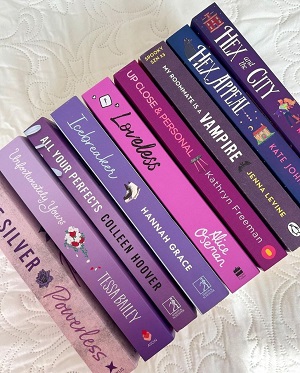 E SILVER Powerless
Unfortunately Yours TESSA BAILEY
ALL YOUR PERFECTS COLLEEN HOOVER
Icebreaker HANNAH GRACE
Loveless Alice Oseman
UP CLOSE & PERSONAL Kathryn Freeman
MY ROOMMATE IS A VAMPIRE JENNA LEVINE
HEX APPEAL
HEX and the CITY KATE JOH